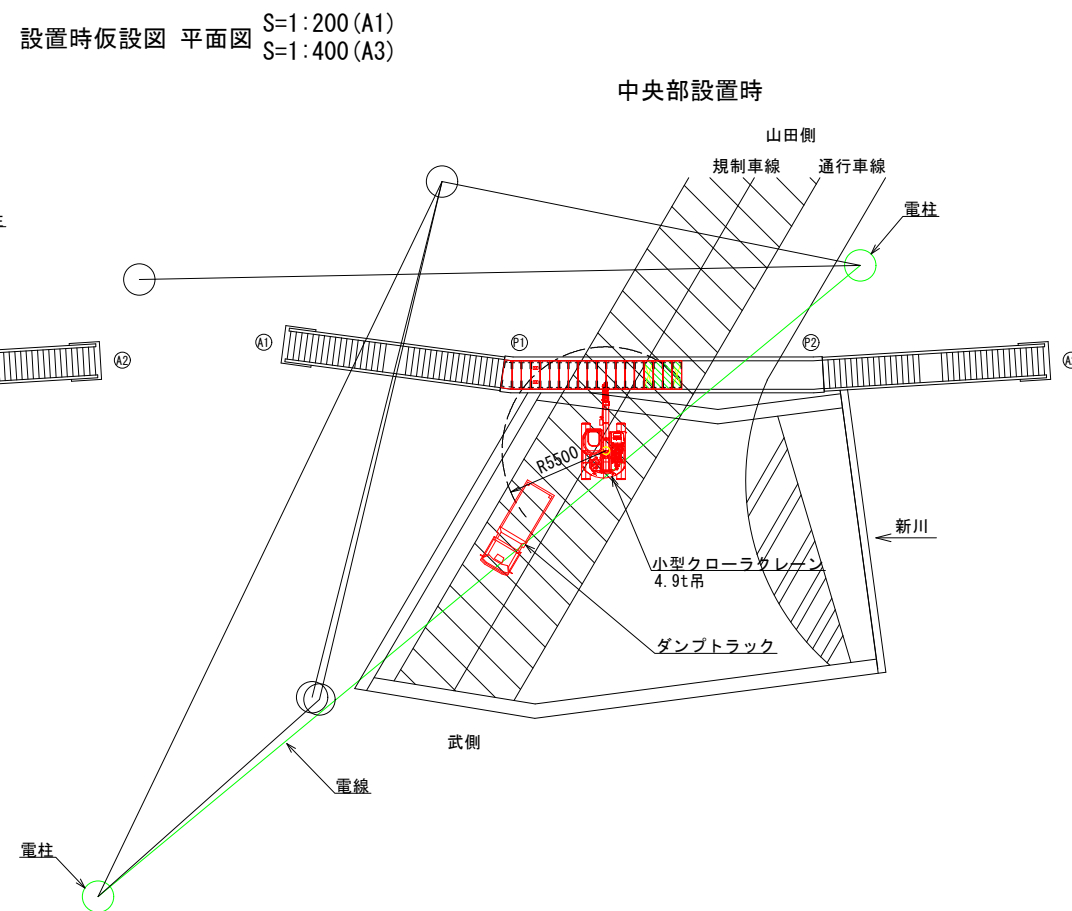 設置時仮設図 平面図
S=1:200(A1)
S=1:400(A3)
中央部設置時
山田側
規制車線
通行車線
電柱
A1
P1
P2
A2
R5500
新川
小型クローラクレーン
4.9t吊
ダンプトラック
武側
電線
電柱